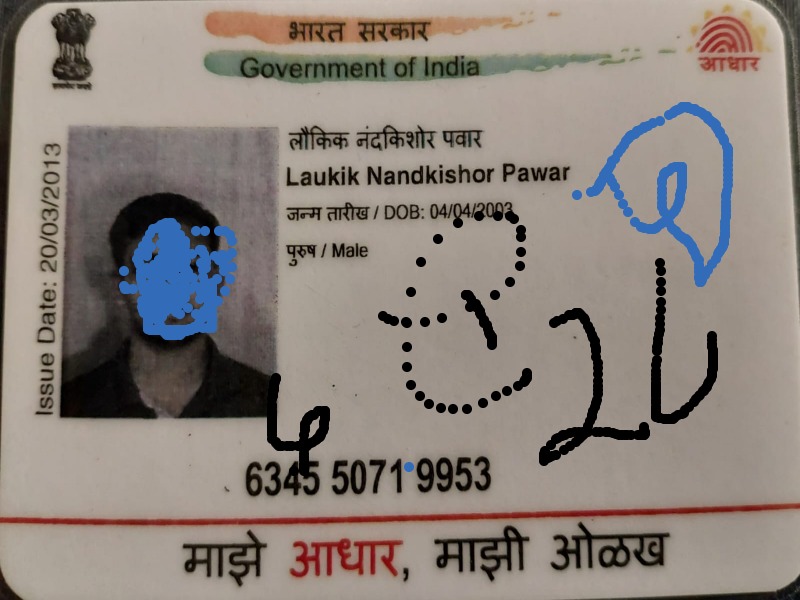 भारत सरकार
Government of India
आधार
Issue Date: 20/03/2013
लौकिक नंदकिशोर पवार
Laukik Nandkishor Pawar
जन्म तारीख / DOB: 04/04/2003
पुरुष / Male
6345 5071 9953
माझे आधार, माझी ओळख